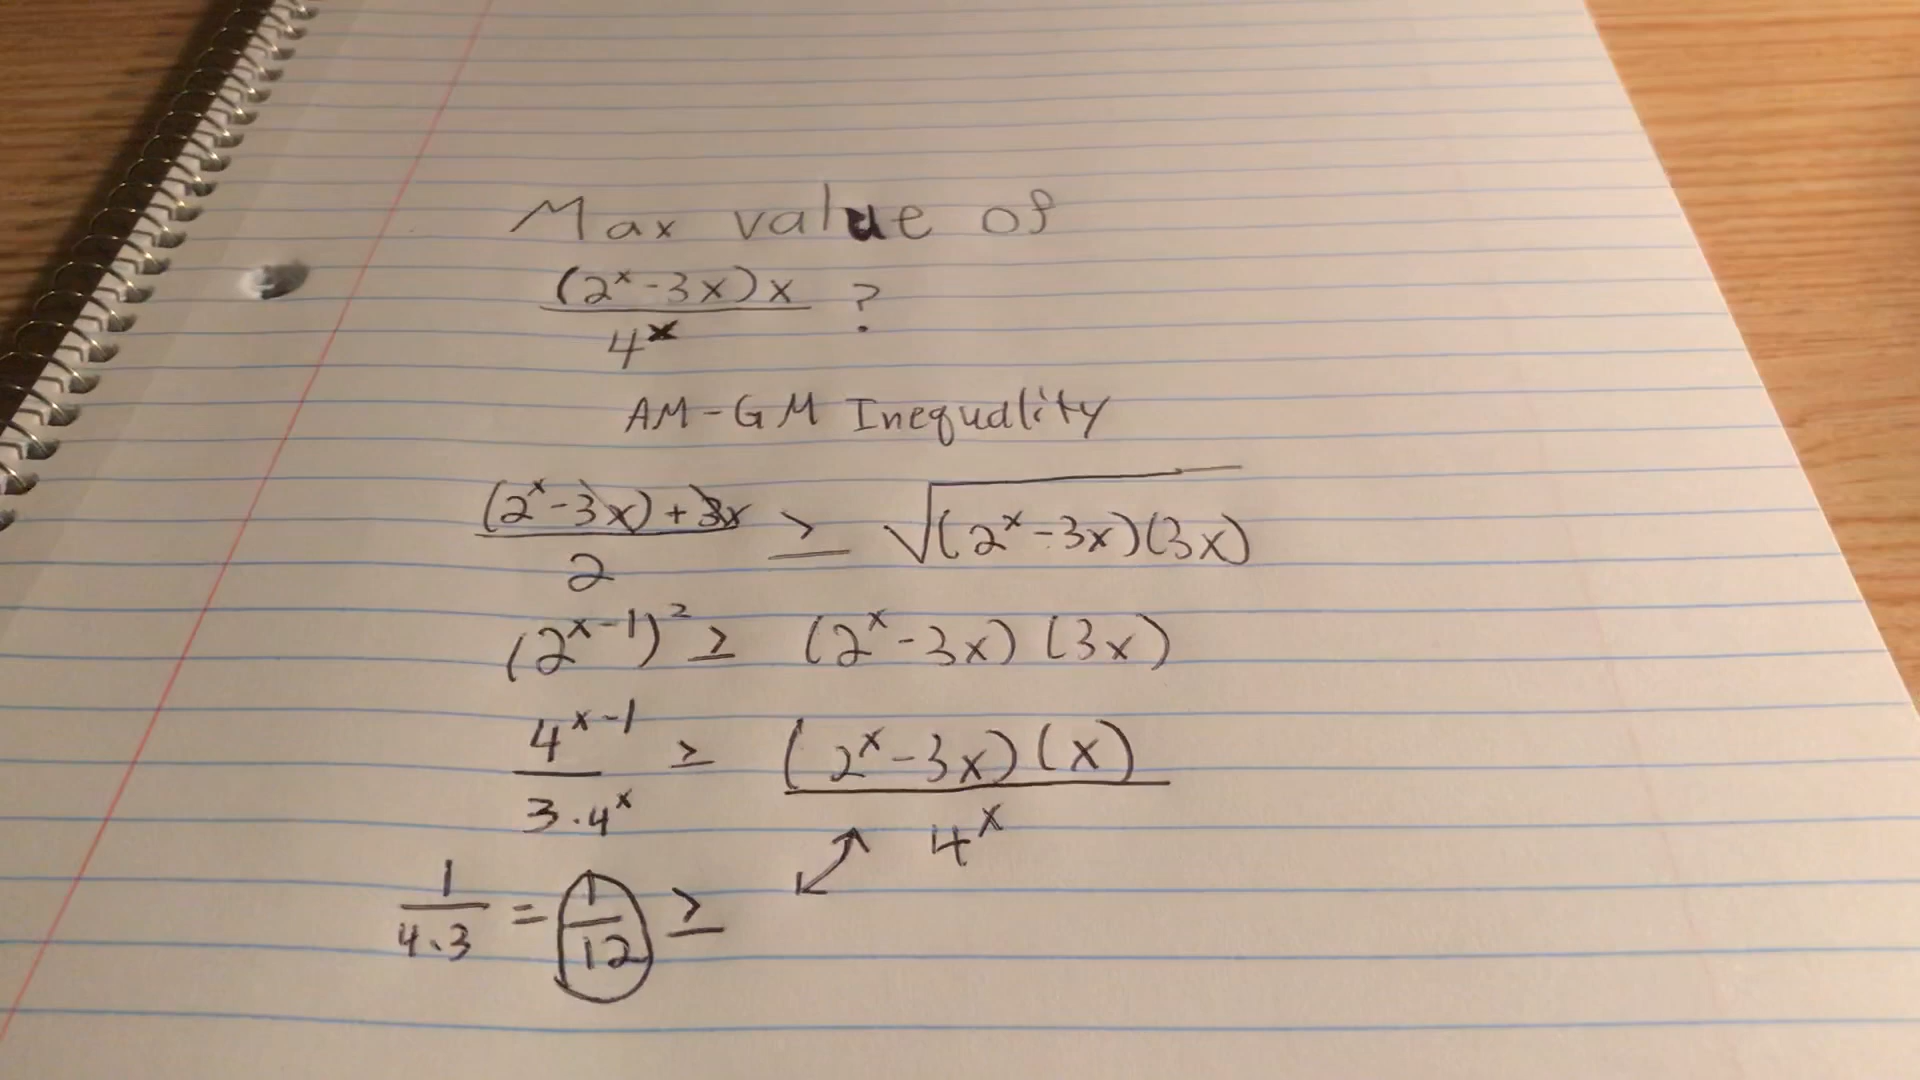 Max value of
(2^x - 3x)x / 4^x ?
AM-GM Inequality
((2^x - 3x) + 3x) / 2 ≥ √((2^x - 3x)(3x))
(2^(x-1))^2 ≥ (2^x - 3x)(3x)
4^(x-1) / (3·4^x) ≥ (2^x - 3x)(x) / 4^x
1 / (4·3) = 1/12 ≥ ↗